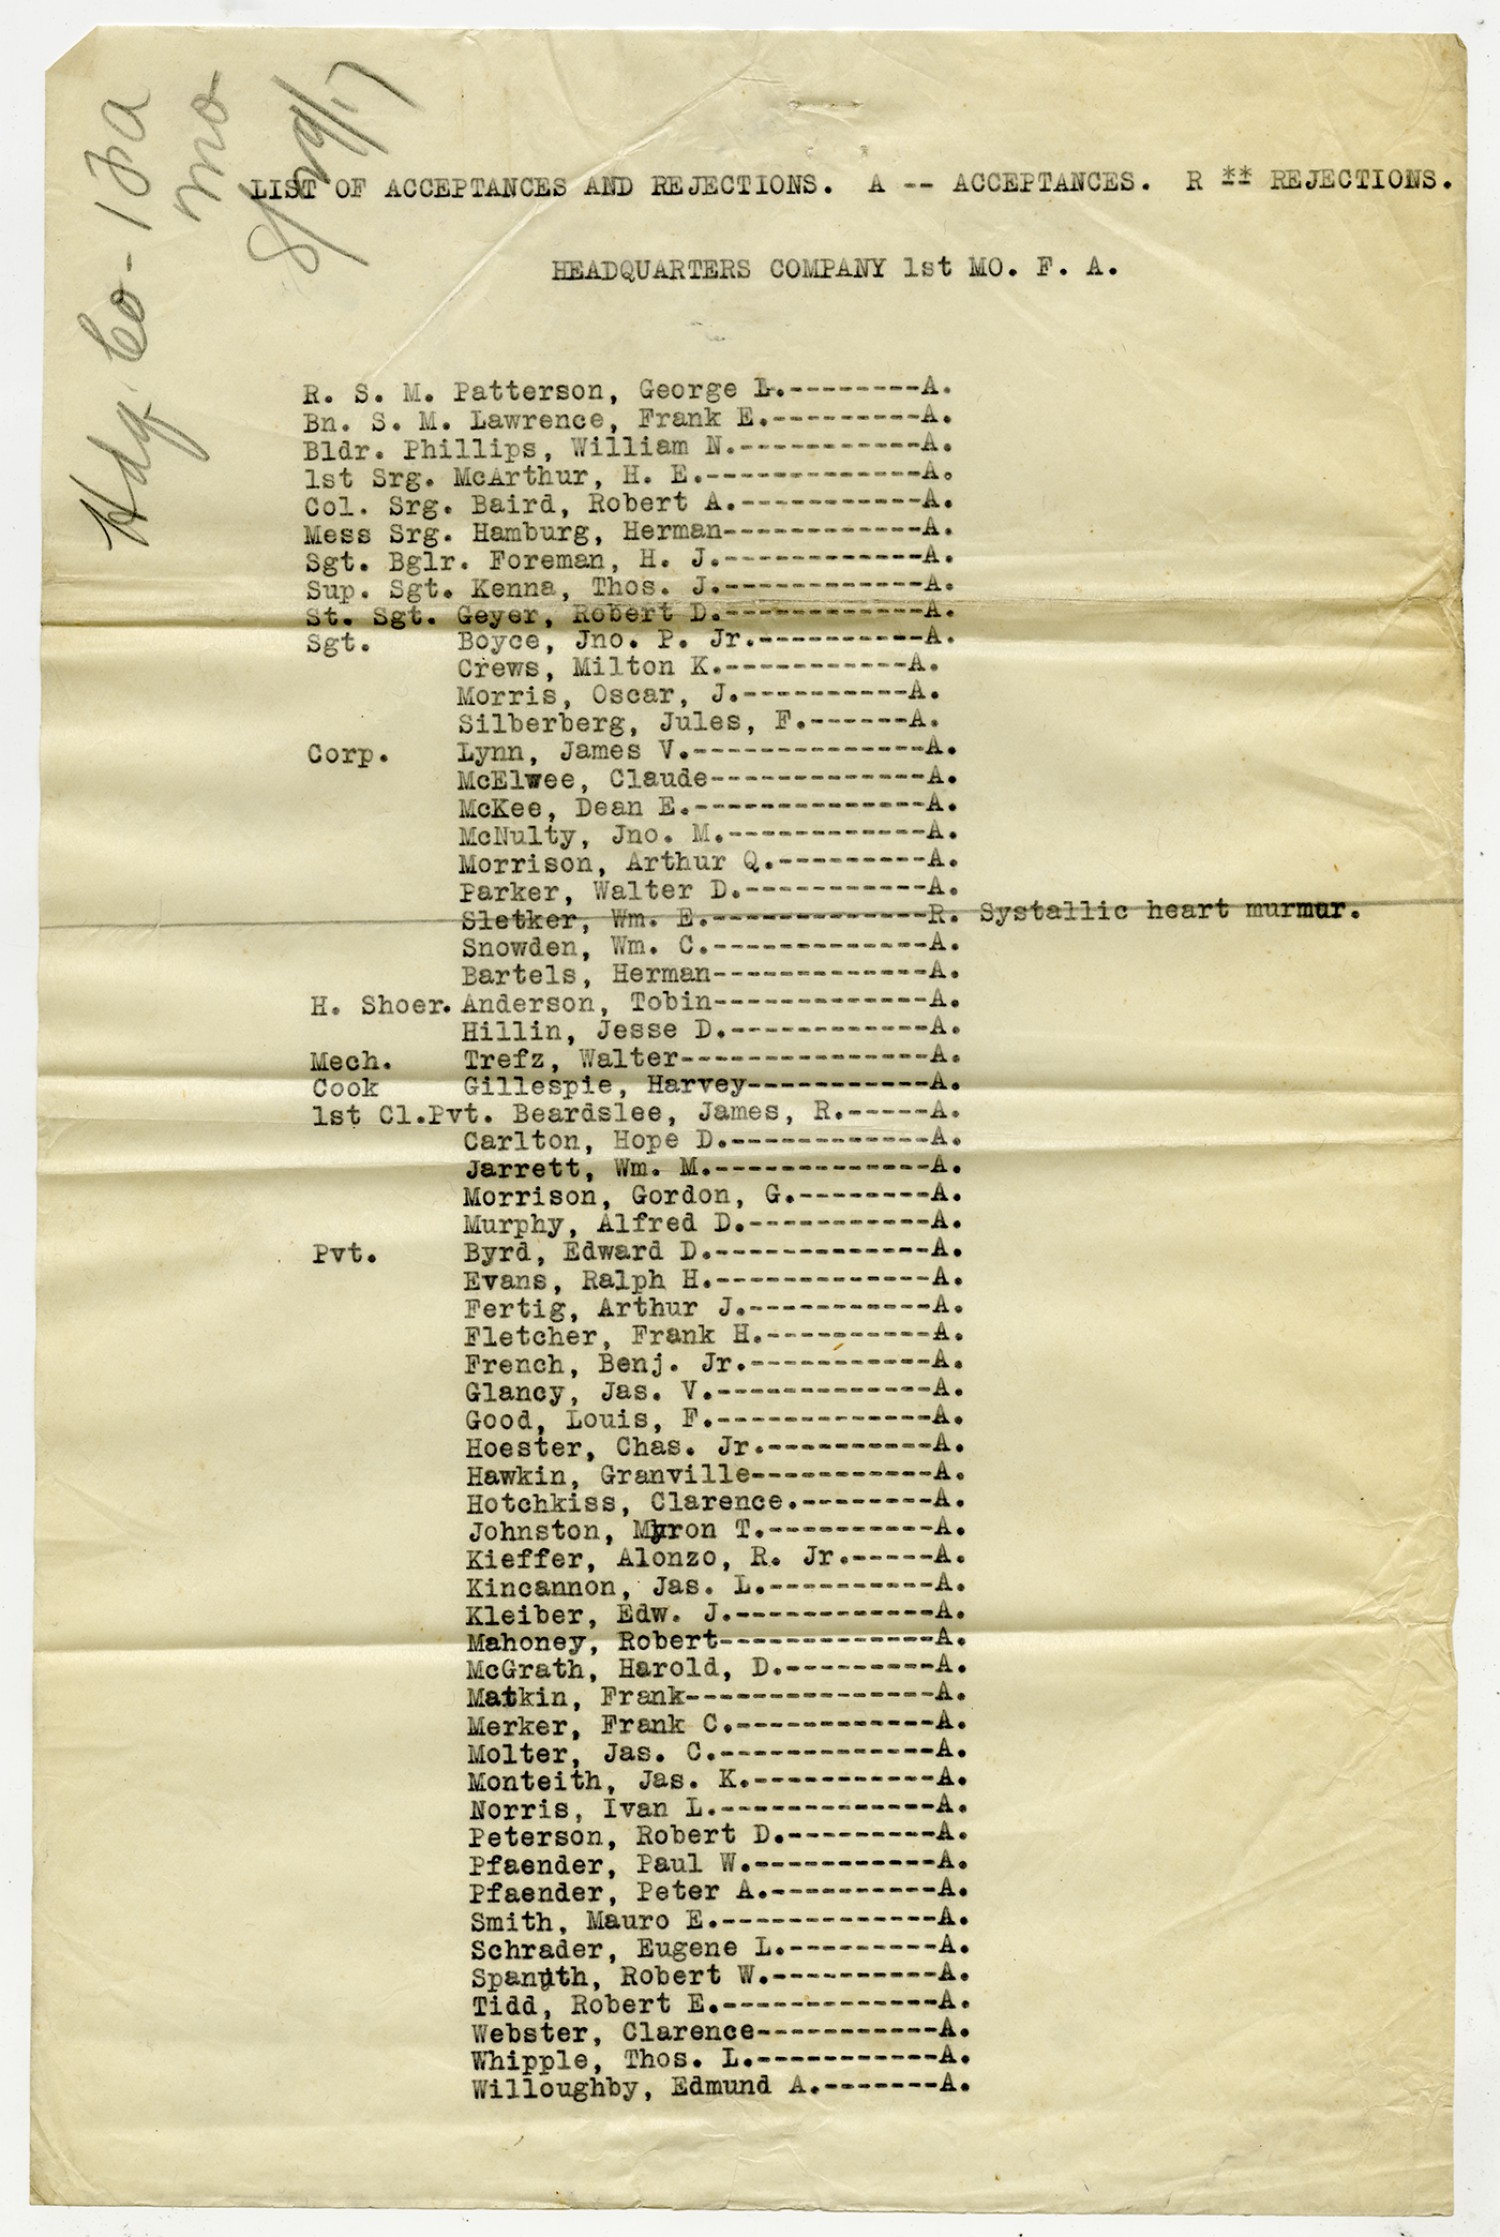 Hdq. Co - 1 FA
Mo
8/29/17
LIST OF ACCEPTANCES AND REJECTIONS. A -- ACCEPTANCES. R ** REJECTIONS.
HEADQUARTERS COMPANY 1st MO. F. A.
R. S. M. Patterson, George L.--------A.
Bn. S. M. Lawrence, Frank E.---------A.
Bldr. Phillips, William N.-----------A.
1st Srg. McArthur, H. E.-------------A.
Col. Srg. Baird, Robert A.-----------A.
Mess Srg. Hamburg, Herman------------A.
Sgt. Bglr. Foreman, H. J.------------A.
Sup. Sgt. Kenna, Thos. J.------------A.
St. Sgt. Geyer, Robert D.------------A.
Sgt. Boyce, Jno. P. Jr.----------A.
Crews, Milton K.-----------A.
Morris, Oscar, J.----------A.
Silberberg, Jules, F.------A.
Corp. Lynn, James V.--------------A.
McElwee, Claude-------------A.
McKee, Dean E.--------------A.
McNulty, Jno. M.------------A.
Morrison, Arthur Q.---------A.
Parker, Walter D.-----------A.
Sletker, Wm. E.-------------R. Systallic heart murmur.
Snowden, Wm. C.-------------A.
Bartels, Herman-------------A.
H. Shoer. Anderson, Tobin-------------A.
Hillin, Jesse D.------------A.
Mech. Trefz, Walter---------------A.
Cook Gillespie, Harvey-----------A.
1st Cl.Pvt. Beardslee, James, R.-----A.
Carlton, Hope D.------------A.
Jarrett, Wm. M.-------------A.
Morrison, Gordon, G.--------A.
Murphy, Alfred D.-----------A.
Pvt. Byrd, Edward D.-------------A.
Evans, Ralph H.-------------A.
Fertig, Arthur J.-----------A.
Fletcher, Frank H.----------A.
French, Benj. Jr.-----------A.
Glancy, Jas. V.-------------A.
Good, Louis, F.-------------A.
Hoester, Chas. Jr.----------A.
Hawkin, Granville-----------A.
Hotchkiss, Clarence.--------A.
Johnston, Myron T.----------A.
Kieffer, Alonzo, R. Jr.-----A.
Kincannon, Jas. L.----------A.
Kleiber, Edw. J.------------A.
Mahoney, Robert-------------A.
McGrath, Harold, D.---------A.
Matkin, Frank---------------A.
Merker, Frank C.------------A.
Molter, Jas. C.-------------A.
Monteith, Jas. K.-----------A.
Norris, Ivan L.-------------A.
Peterson, Robert D.---------A.
Pfaender, Paul W.-----------A.
Pfaender, Peter A.----------A.
Smith, Mauro E.-------------A.
Schrader, Eugene L.---------A.
Spanuth, Robert W.----------A.
Tidd, Robert E.-------------A.
Webster, Clarence-----------A.
Whipple, Thos. L.-----------A.
Willoughby, Edmund A.-------A.